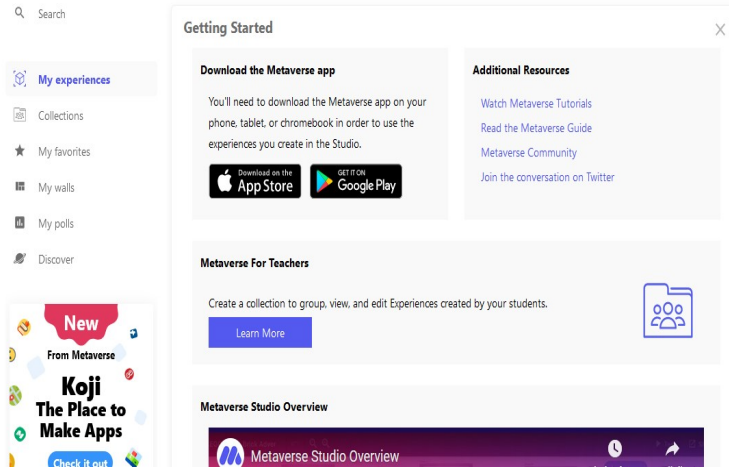 Search
My experiences
Collections
My favorites
My walls
My polls
Discover
New
From Metaverse
Koji
The Place to
Make Apps
Check it out
Getting Started
X
Download the Metaverse app
You'll need to download the Metaverse app on your
phone, tablet, or chromebook in order to use the
experiences you create in the Studio.
Download on the
App Store
GET IT ON
Google Play
Additional Resources
Watch Metaverse Tutorials
Read the Metaverse Guide
Metaverse Community
Join the conversation on Twitter
Metaverse For Teachers
Create a collection to group, view, and edit Experiences created by your students.
Learn More
Metaverse Studio Overview
Metaverse Studio Overview